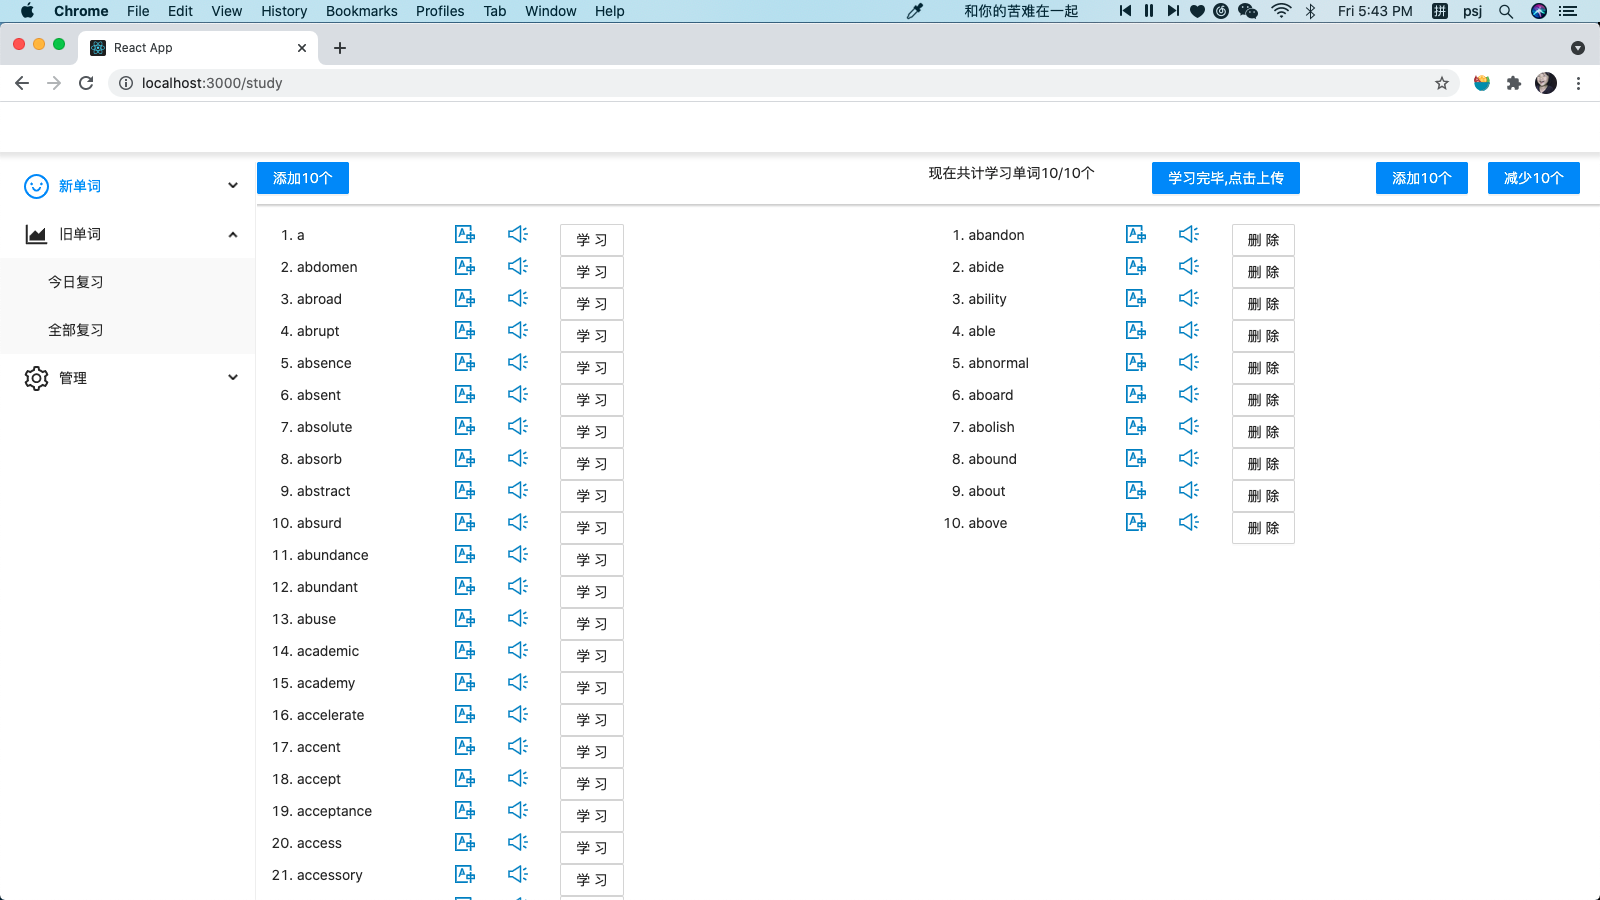 Chrome File Edit View History Bookmarks Profiles Tab Window Help 和你的苦难在一起 Fri 5:43 PM 拼 psj
React App
localhost:3000/study
新单词
旧单词
今日复习
全部复习
管理
添加10个 现在共计学习单词10/10个 学习完毕,点击上传 添加10个 减少10个
1. a 学 习
2. abdomen 学 习
3. abroad 学 习
4. abrupt 学 习
5. absence 学 习
6. absent 学 习
7. absolute 学 习
8. absorb 学 习
9. abstract 学 习
10. absurd 学 习
11. abundance 学 习
12. abundant 学 习
13. abuse 学 习
14. academic 学 习
15. academy 学 习
16. accelerate 学 习
17. accent 学 习
18. accept 学 习
19. acceptance 学 习
20. access 学 习
21. accessory 学 习
1. abandon 删 除
2. abide 删 除
3. ability 删 除
4. able 删 除
5. abnormal 删 除
6. aboard 删 除
7. abolish 删 除
8. abound 删 除
9. about 删 除
10. above 删 除